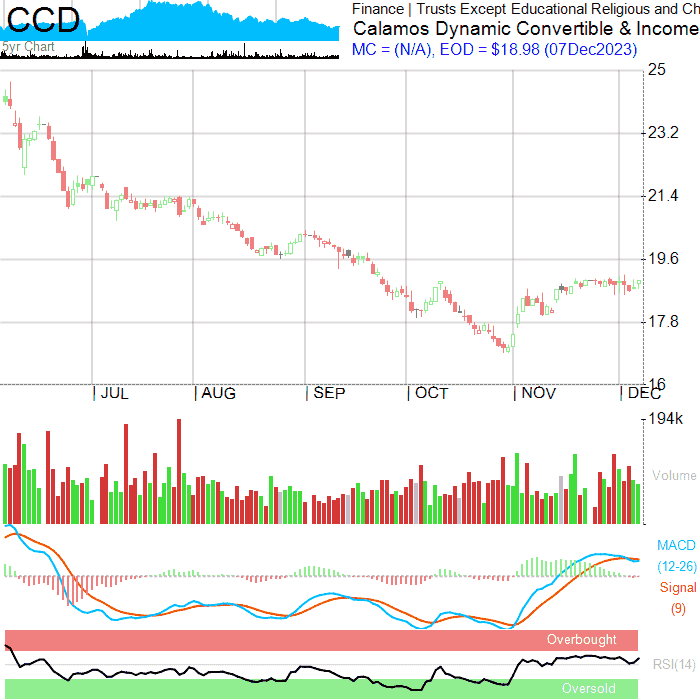 CCD
5yr Chart
Finance | Trusts Except Educational Religious and Ch
Calamos Dynamic Convertible & Income
MC = (N/A), EOD = $18.98 (07Dec2023)
25
23.2
21.4
19.6
17.8
16
JUL
AUG
SEP
OCT
NOV
DEC
194k
Volume
MACD
(12-26)
Signal
(9)
Overbought
RSI(14)
Oversold